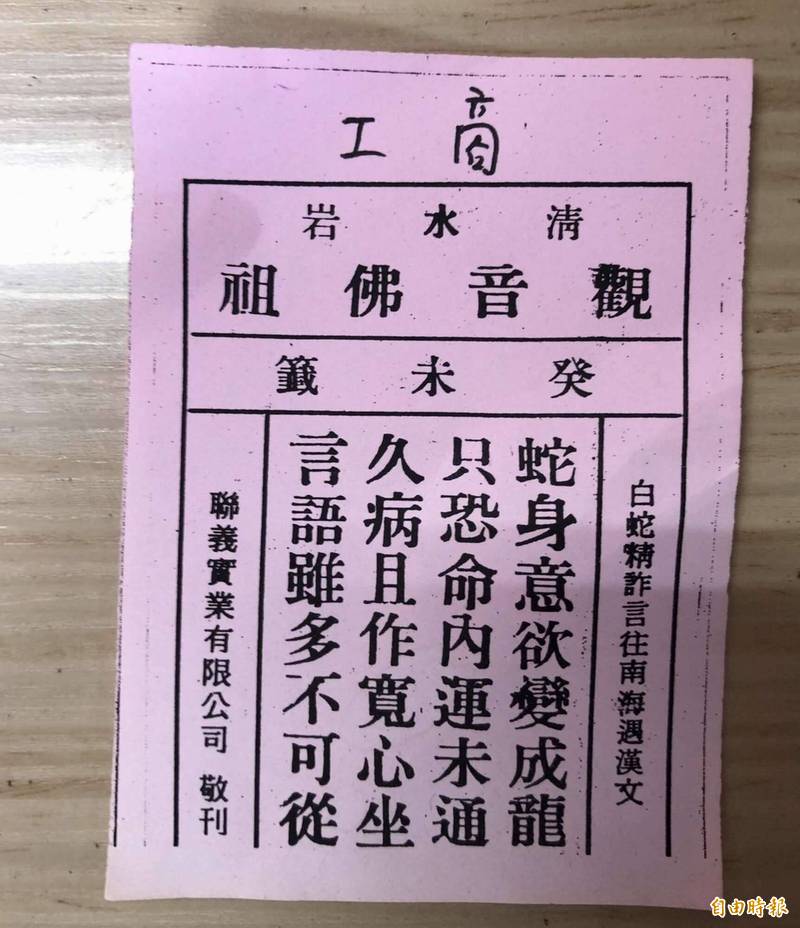 工商
清水岩
觀音佛祖
癸未籤
白蛇精詐言往南海遇漢文
蛇身意欲變成龍
只恐命內運未通
久病且作寬心坐
言語雖多不可從
聯義實業有限公司 敬刊
自由時報